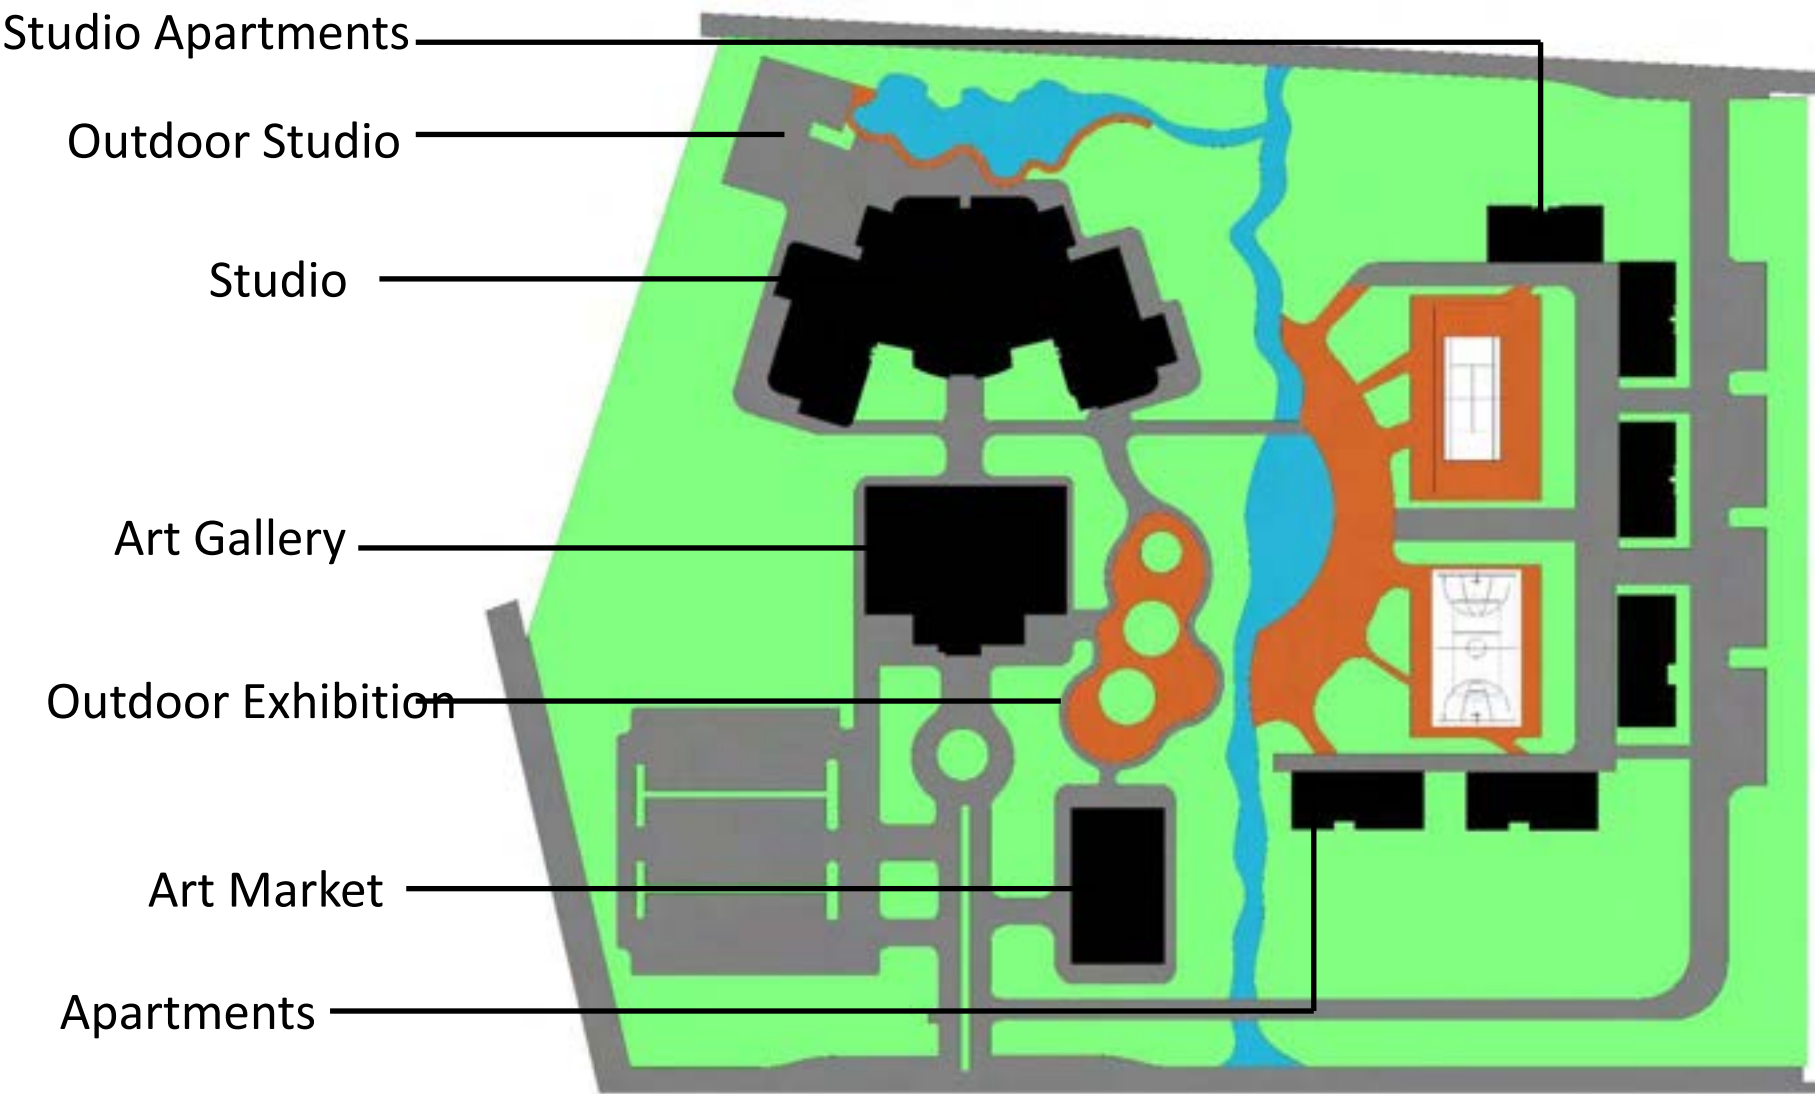 Studio Apartments
Outdoor Studio
Studio
Art Gallery
Outdoor Exhibition
Art Market
Apartments